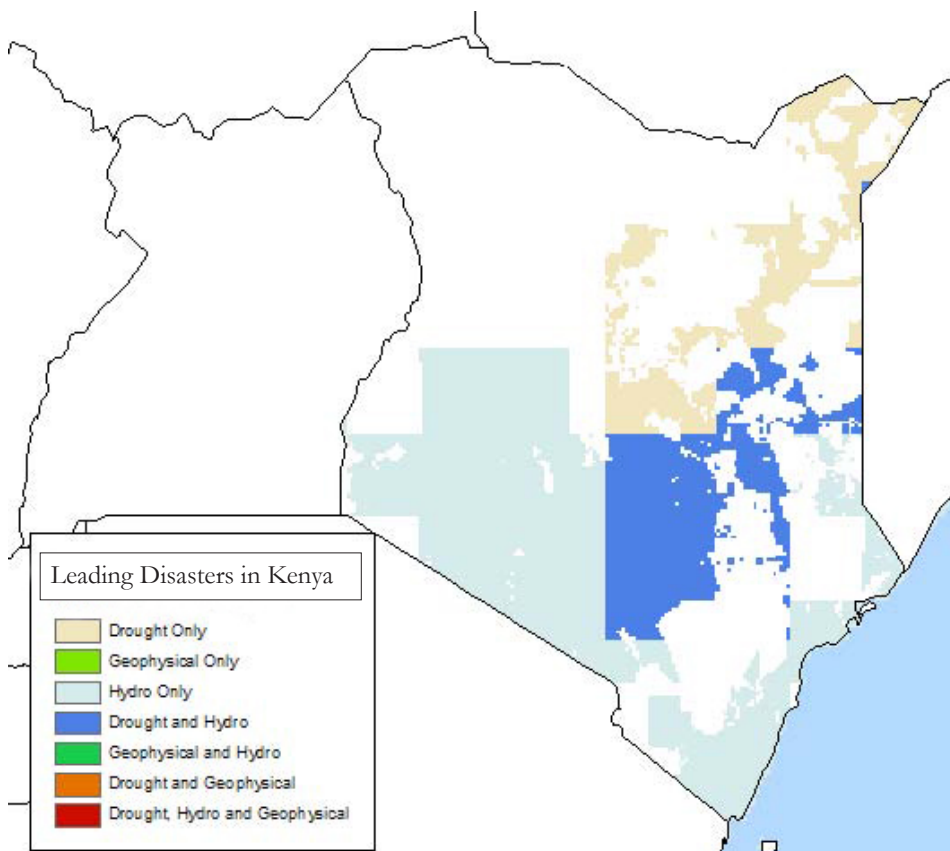 Leading Disasters in Kenya
Drought Only
Geophysical Only
Hydro Only
Drought and Hydro
Geophysical and Hydro
Drought and Geophysical
Drought, Hydro and Geophysical